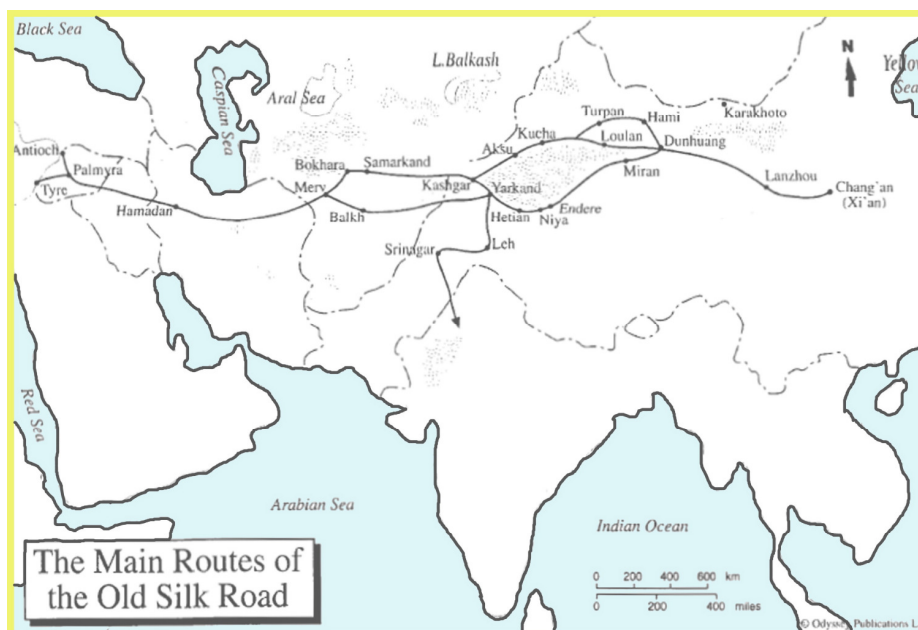 Black Sea
Caspian Sea
Aral Sea
L.Balkash
N
Yellow
Sea
Karakhoto
Turpan
Hami
Kucha
Loulan
Aksu
Dunhuang
Antioch
Palmyra
Tyre
Bokhara
Samarkand
Merv
Kashgar
Yarkand
Miran
Lanzhou
Chang'an
(Xi'an)
Hamadan
Balkh
Hetian
Niya
Endere
Srinagar
Leh
Red Sea
Arabian Sea
Indian Ocean
The Main Routes of
the Old Silk Road
0 200 400 600 km
0 200 400 miles
© Odyssey Publications L